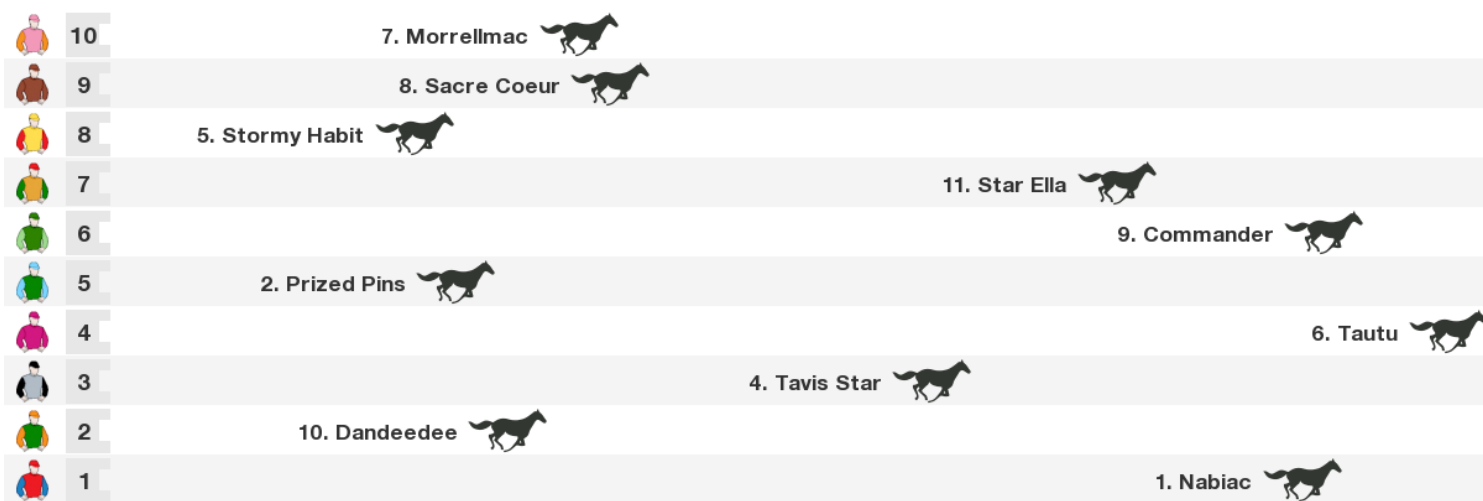 10 7. Morrellmac
9 8. Sacre Coeur
8 5. Stormy Habit
7 11. Star Ella
6 9. Commander
5 2. Prized Pins
4 6. Tautu
3 4. Tavis Star
2 10. Dandeedee
1 1. Nabiac